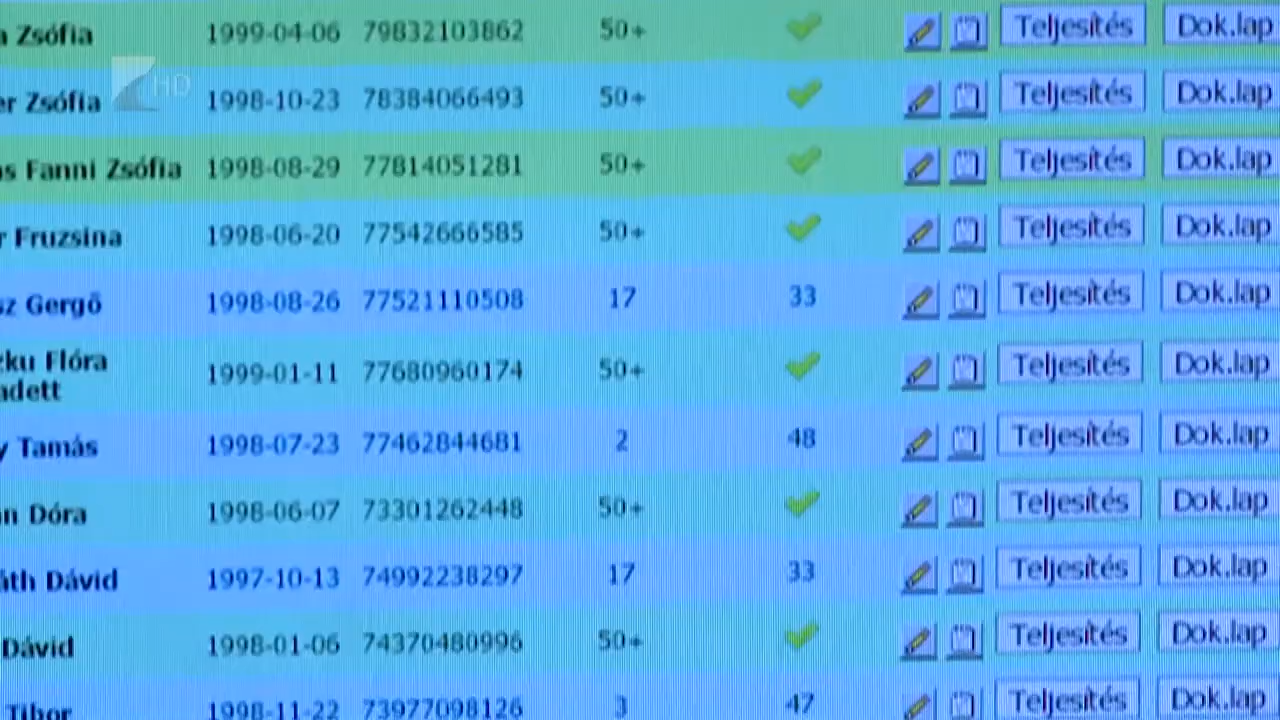 a Zsófia 1999-04-06 79832103862 50+ Teljesítés Dok.lap
HD
er Zsófia 1998-10-23 78384066493 50+ Teljesítés Dok.lap
as Fanni Zsófia 1998-08-29 77814051281 50+ Teljesítés Dok.lap
r Fruzsina 1998-06-20 77542666585 50+ Teljesítés Dok.lap
sz Gergő 1998-08-26 77521110508 17 33 Teljesítés Dok.lap
zku Flóra
adett 1999-01-11 77680960174 50+ Teljesítés Dok.lap
y Tamás 1998-07-23 77462844681 2 48 Teljesítés Dok.lap
an Dóra 1998-06-07 73301262448 50+ Teljesítés Dok.lap
áth Dávid 1997-10-13 74992238297 17 33 Teljesítés Dok.lap
Dávid 1998-01-06 74370480996 50+ Teljesítés Dok.lap
Tibor 1998-11-22 73977098126 3 47 Teljesítés Dok.lap